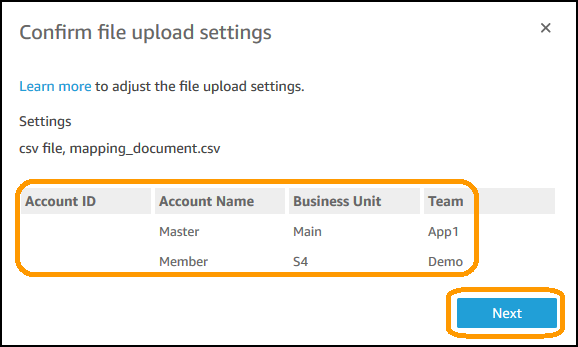 Confirm file upload settings ×
Learn more to adjust the file upload settings.
Settings
csv file, mapping_document.csv
Account ID Account Name Business Unit Team
Master Main App1
Member S4 Demo
Next